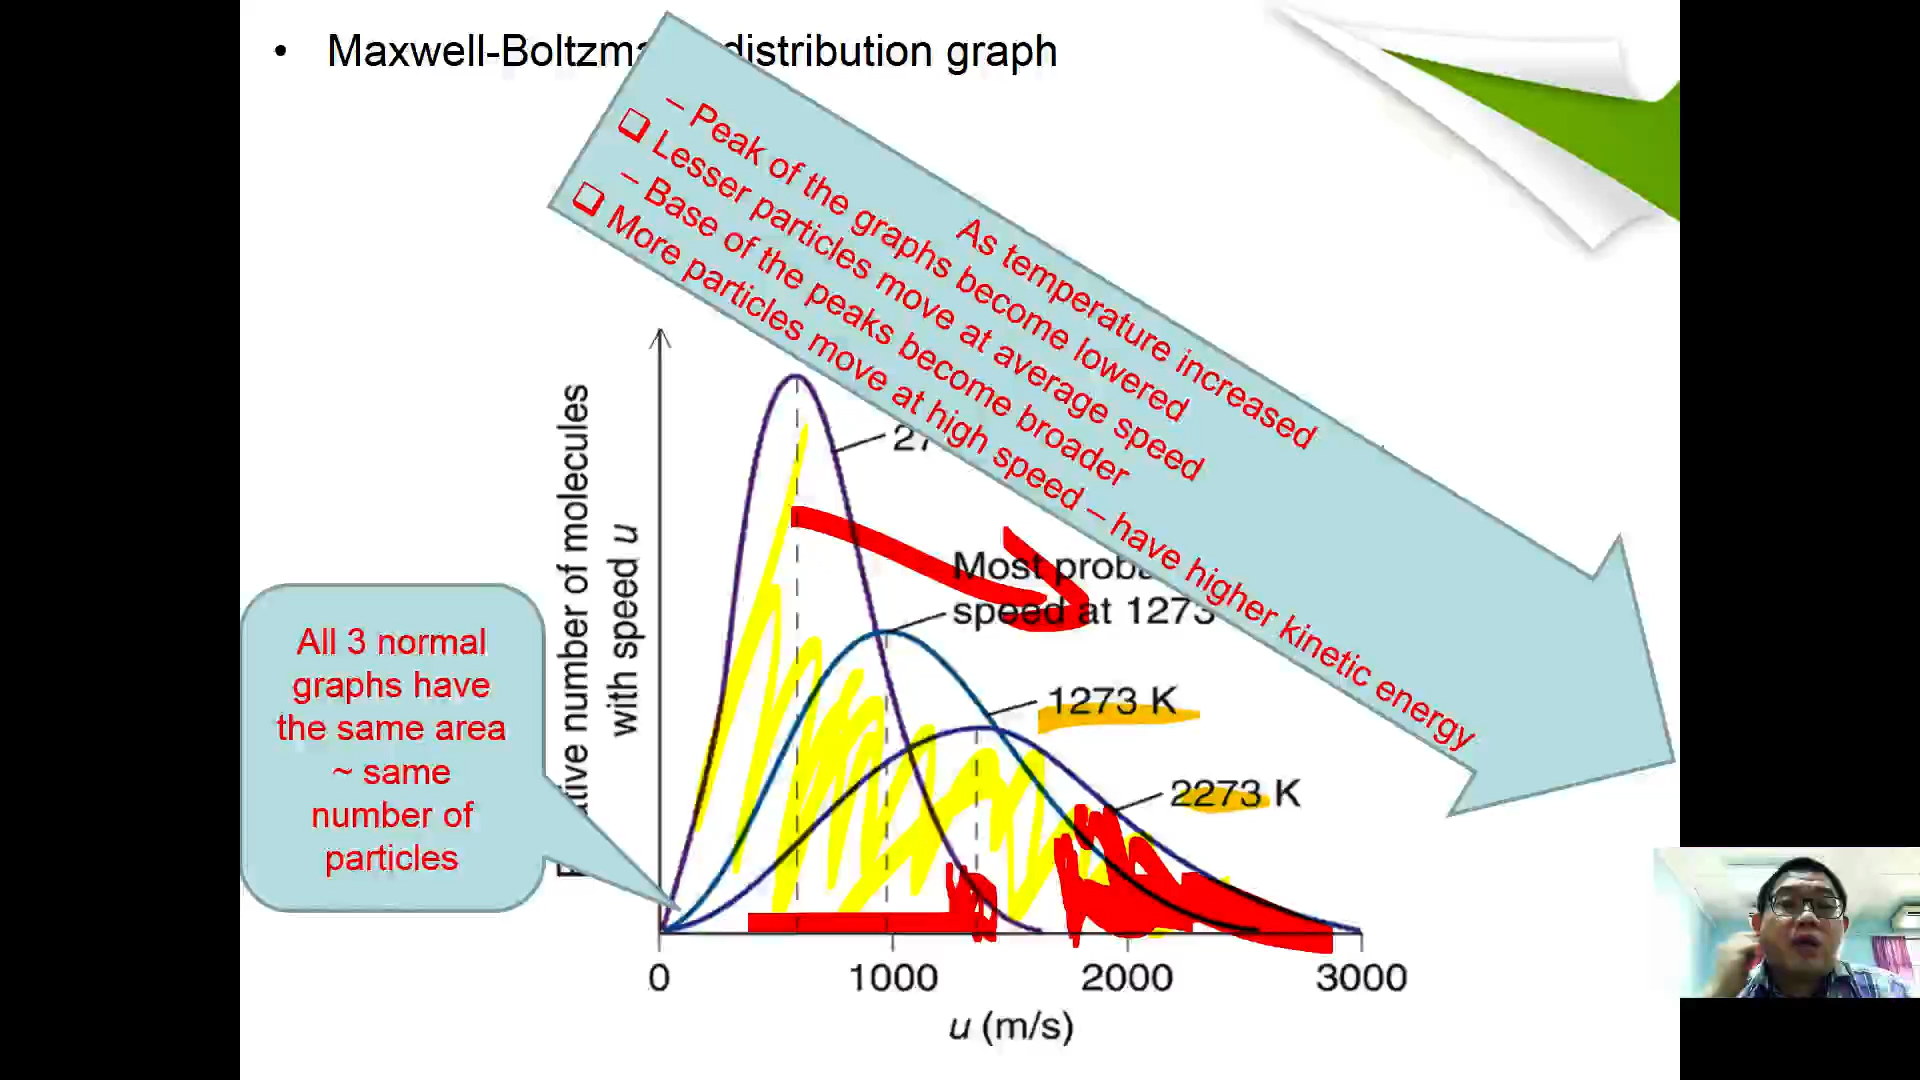 • Maxwell-Boltzm distribution graph
As temperature increased
– Peak of the graphs become lowered
❑ Lesser particles move at average speed
– Base of the peaks become broader
❑ More particles move at high speed – have higher kinetic energy
All 3 normal
graphs have
the same area
~ same
number of
particles
number of molecules
with speed u
27
Most prob
speed at 1273
1273 K
2273 K
0 1000 2000 3000
u (m/s)